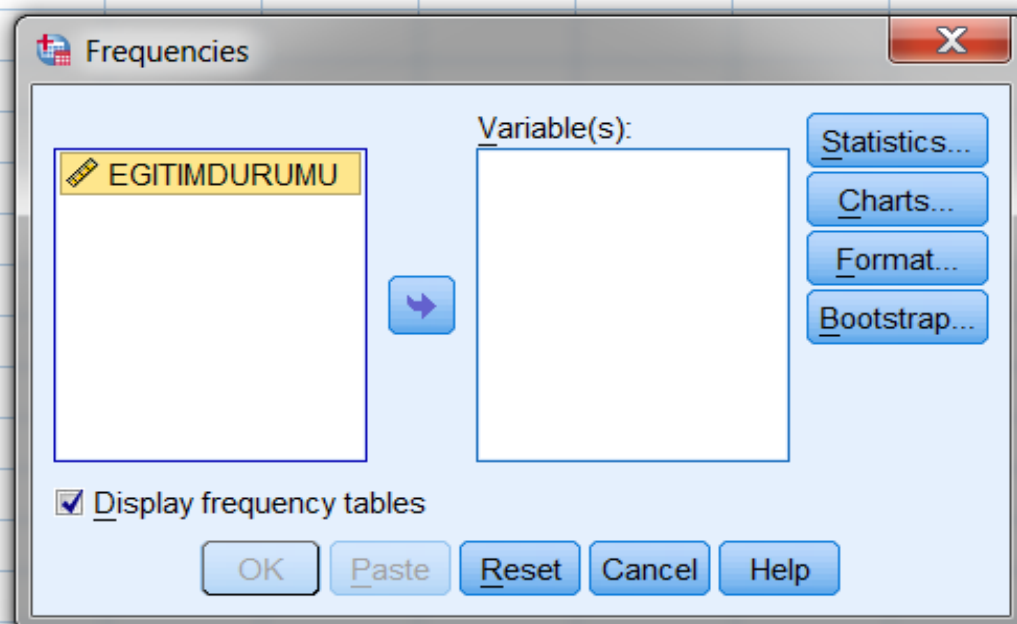 Frequencies
Variable(s):
EGITIMDURUMU
Statistics...
Charts...
Format...
Bootstrap...
Display frequency tables
OK Paste Reset Cancel Help